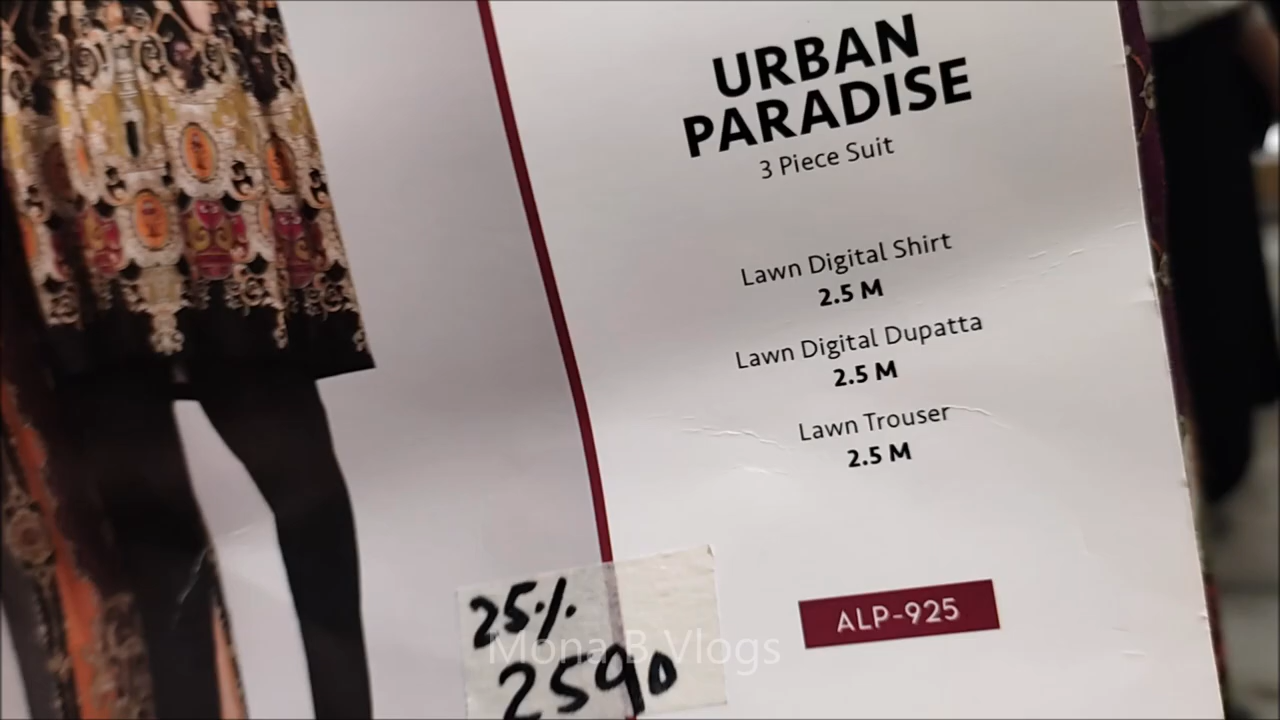 URBAN
PARADISE
3 Piece Suit
Lawn Digital Shirt
2.5 M
Lawn Digital Dupatta
2.5 M
Lawn Trouser
2.5 M
ALP-925
25%
Mona B Vlogs
2590